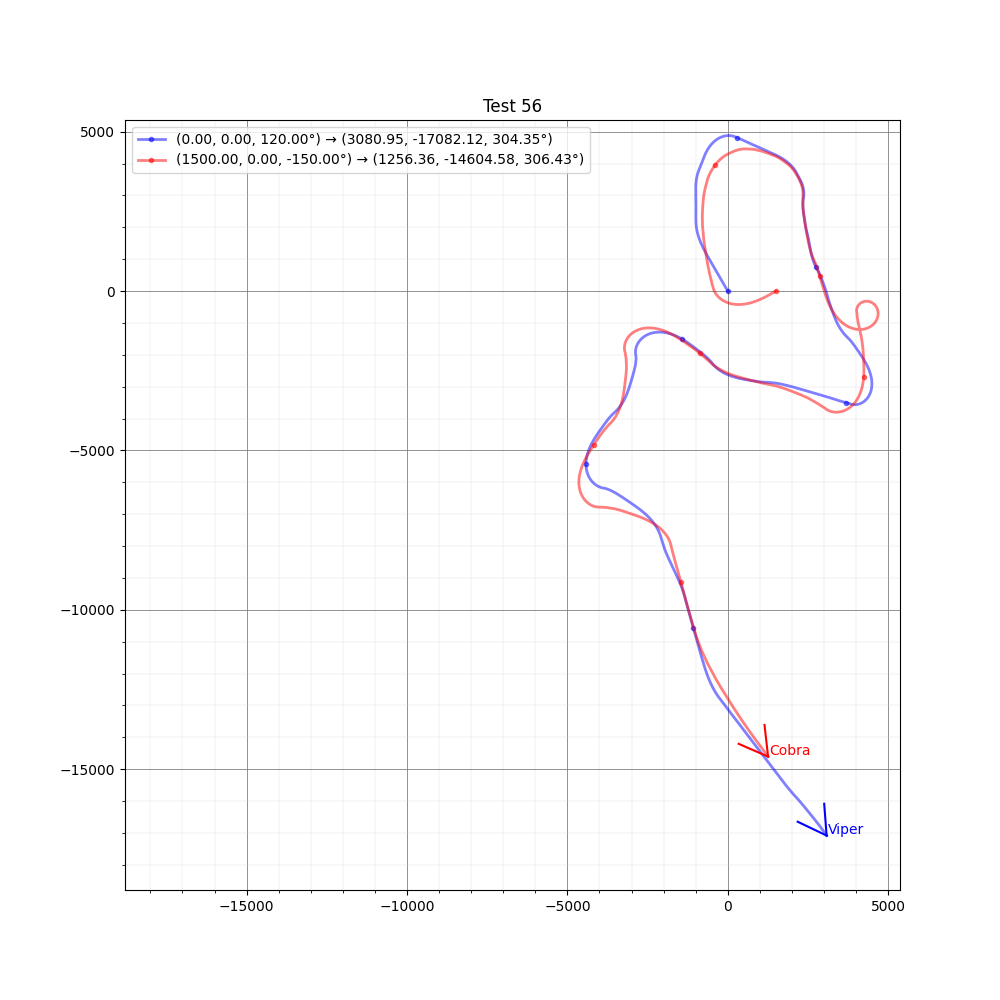 Test 56
(0.00, 0.00, 120.00°) → (3080.95, -17082.12, 304.35°)
(1500.00, 0.00, -150.00°) → (1256.36, -14604.58, 306.43°)
5000
0
−5000
−10000
−15000
Cobra
Viper
−15000 −10000 −5000 0 5000